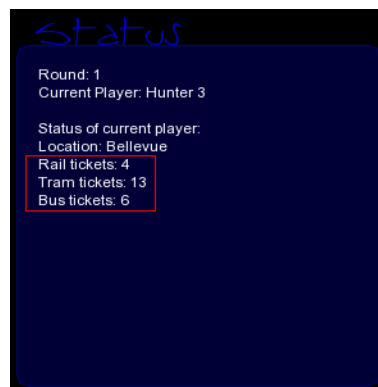 Status
Round: 1
Current Player: Hunter 3
Status of current player:
Location: Bellevue
Rail tickets: 4
Tram tickets: 13
Bus tickets: 6